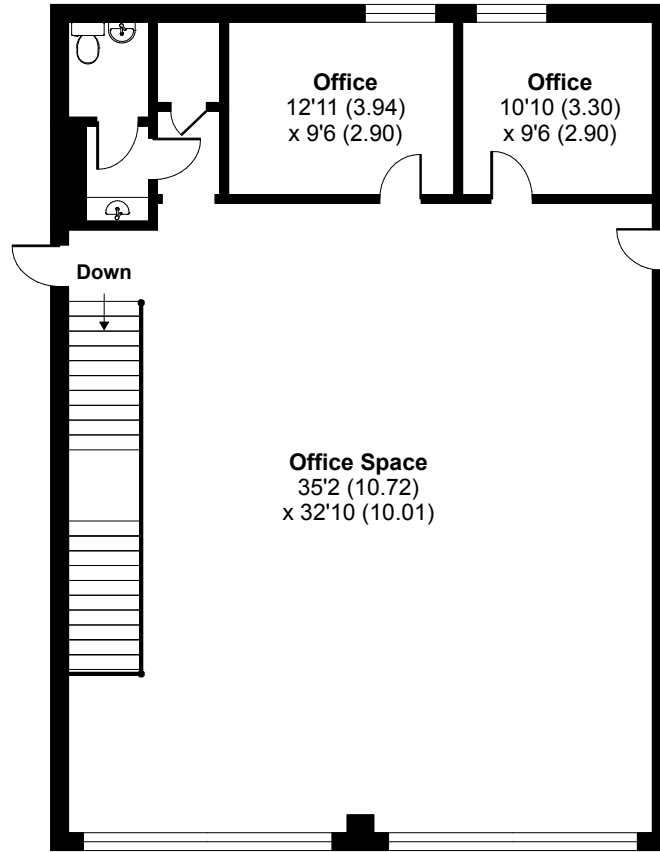 Office
12'11 (3.94)
x 9'6 (2.90)
Office
10'10 (3.30)
x 9'6 (2.90)
Down
Office Space
35'2 (10.72)
x 32'10 (10.01)